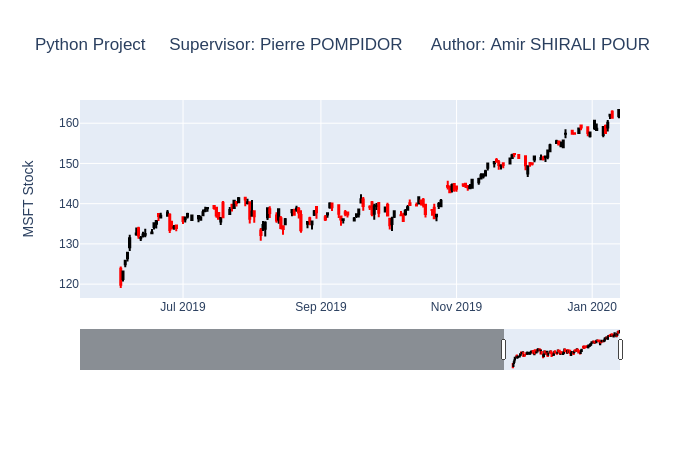 Python Project Supervisor: Pierre POMPIDOR Author: Amir SHIRALI POUR
MSFT Stock
160
150
140
130
120
Jul 2019 Sep 2019 Nov 2019 Jan 2020